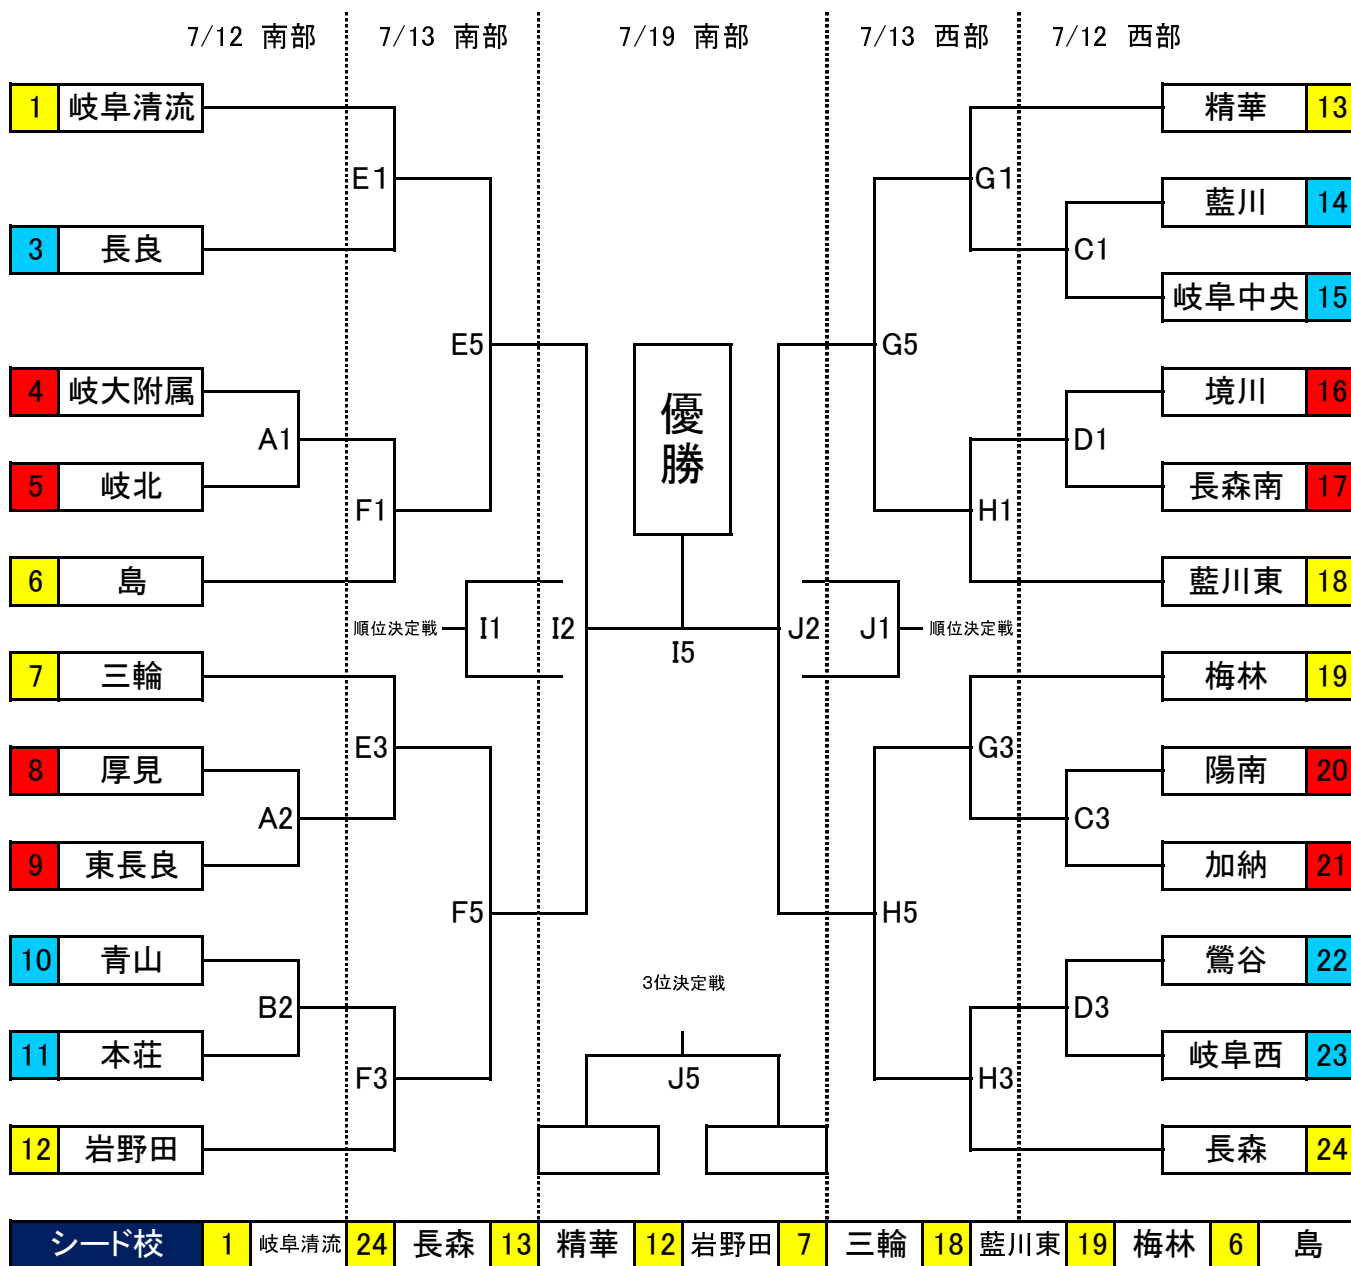 7/12 南部
7/13 南部
7/19 南部
7/13 西部
7/12 西部
1 岐阜清流
精華 13
E1
G1
藍川 14
3 長良
C1
岐阜中央 15
E5
G5
4 岐大附属
境川 16
優勝
A1
D1
5 岐北
長森南 17
F1
H1
6 島
藍川東 18
順位決定戦
I1
I2
I5
J2
J1
順位決定戦
7 三輪
梅林 19
E3
G3
8 厚見
陽南 20
A2
C3
9 東長良
加納 21
F5
H5
10 青山
鶯谷 22
3位決定戦
B2
D3
11 本荘
岐阜西 23
F3
J5
H3
12 岩野田
長森 24
シード校 1 岐阜清流 24 長森 13 精華 12 岩野田 7 三輪 18 藍川東 19 梅林 6 島